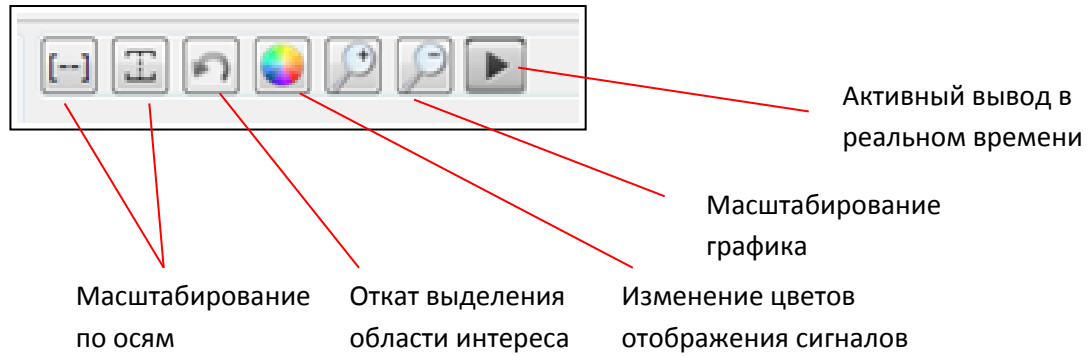 [--]
Активный вывод в
реальном времени
Масштабирование
графика
Масштабирование
по осям
Откат выделения
области интереса
Изменение цветов
отображения сигналов